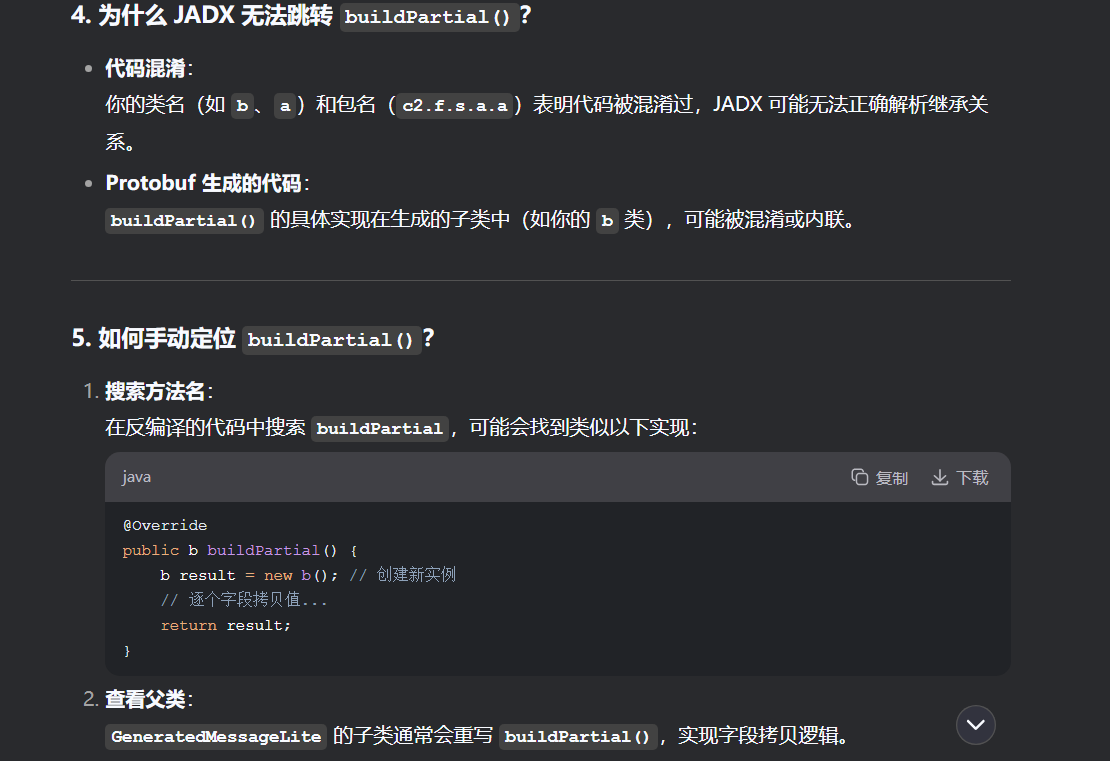 4. 为什么 JADX 无法跳转 buildPartial()？
代码混淆：
你的类名（如 b、a）和包名（c2.f.s.a.a）表明代码被混淆过，JADX 可能无法正确解析继承关
系。
Protobuf 生成的代码：
buildPartial() 的具体实现在生成的子类中（如你的 b 类），可能被混淆或内联。
5. 如何手动定位 buildPartial()？
1. 搜索方法名：
在反编译的代码中搜索 buildPartial，可能会找到类似以下实现：
java 复制 下载
@Override
public b buildPartial() {
b result = new b(); // 创建新实例
// 逐个字段拷贝值...
return result;
}
2. 查看父类：
GeneratedMessageLite 的子类通常会重写 buildPartial()，实现字段拷贝逻辑。